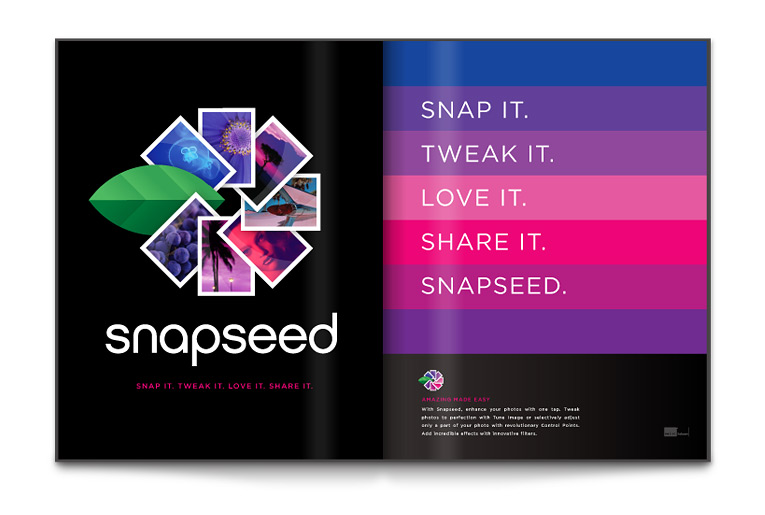 snapseed
SNAP IT. TWEAK IT. LOVE IT. SHARE IT.
SNAP IT.
TWEAK IT.
LOVE IT.
SHARE IT.
SNAPSEED.
AMAZING MADE EASY
With Snapseed, enhance your photos with one tap. Tweak
photos to perfection with Tune Image or selectively adjust
only a part of your photo with revolutionary Control Points.
Add incredible effects with innovative filters.